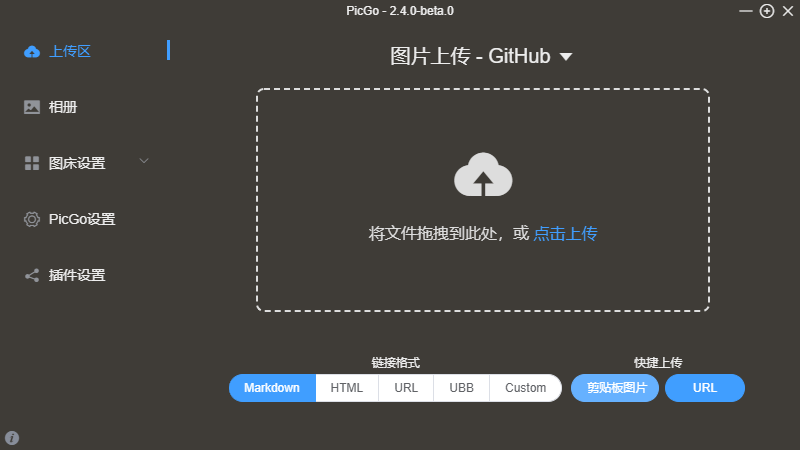 PicGo - 2.4.0-beta.0
上传区
相册
图床设置
PicGo设置
插件设置
图片上传 - GitHub
将文件拖拽到此处，或 点击上传
链接格式
Markdown HTML URL UBB Custom
快捷上传
剪贴板图片 URL